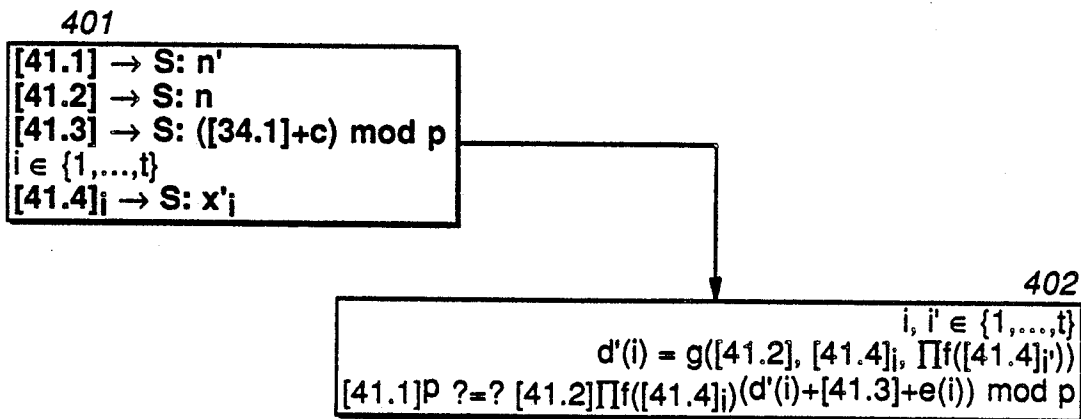 401
[41.1] → S: n'
[41.2] → S: n
[41.3] → S: ([34.1]+c) mod p
i ∈ {1,...,t}
[41.4]i → S: x'i
402
i, i' ∈ {1,...,t}
d'(i) = g([41.2], [41.4]i, ∏f([41.4]i'))
[41.1]p ?=? [41.2]∏f([41.4]i)(d'(i)+[41.3]+e(i)) mod p